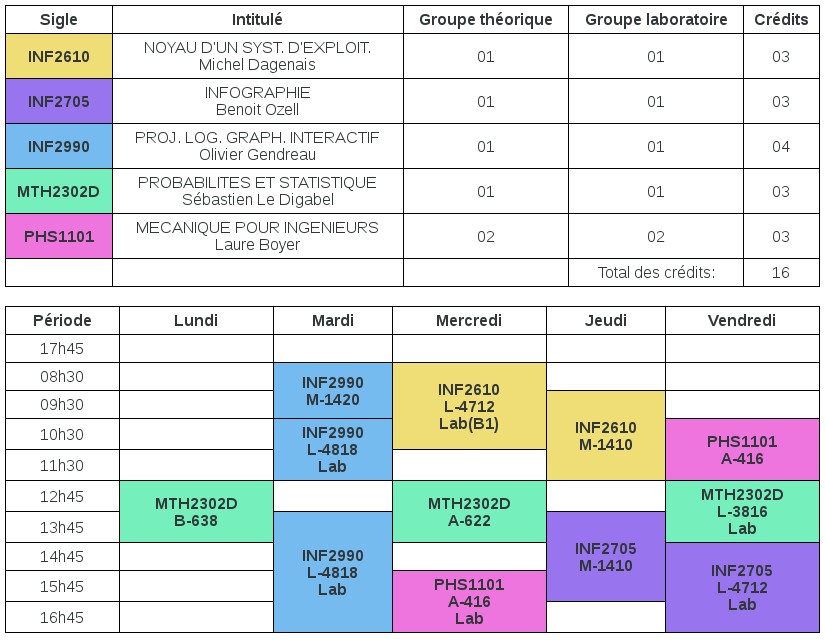 Sigle Intitulé Groupe théorique Groupe laboratoire Crédits
INF2610 NOYAU D'UN SYST. D'EXPLOIT. 01 01 03
Michel Dagenais
INF2705 INFOGRAPHIE 01 01 03
Benoit Ozell
INF2990 PROJ. LOG. GRAPH. INTERACTIF 01 01 04
Olivier Gendreau
MTH2302D PROBABILITES ET STATISTIQUE 01 01 03
Sébastien Le Digabel
PHS1101 MECANIQUE POUR INGENIEURS 02 02 03
Laure Boyer
Total des crédits: 16
Période Lundi Mardi Mercredi Jeudi Vendredi
17h45
08h30
INF2990
M-1420
INF2610
L-4712
Lab(B1)
09h30
INF2610
M-1410
10h30
INF2990
L-4818
Lab
PHS1101
A-416
11h30
12h45
MTH2302D
B-638
MTH2302D
A-622
MTH2302D
L-3816
Lab
13h45
INF2990
L-4818
Lab
INF2705
M-1410
14h45
INF2705
L-4712
Lab
15h45
PHS1101
A-416
Lab
16h45